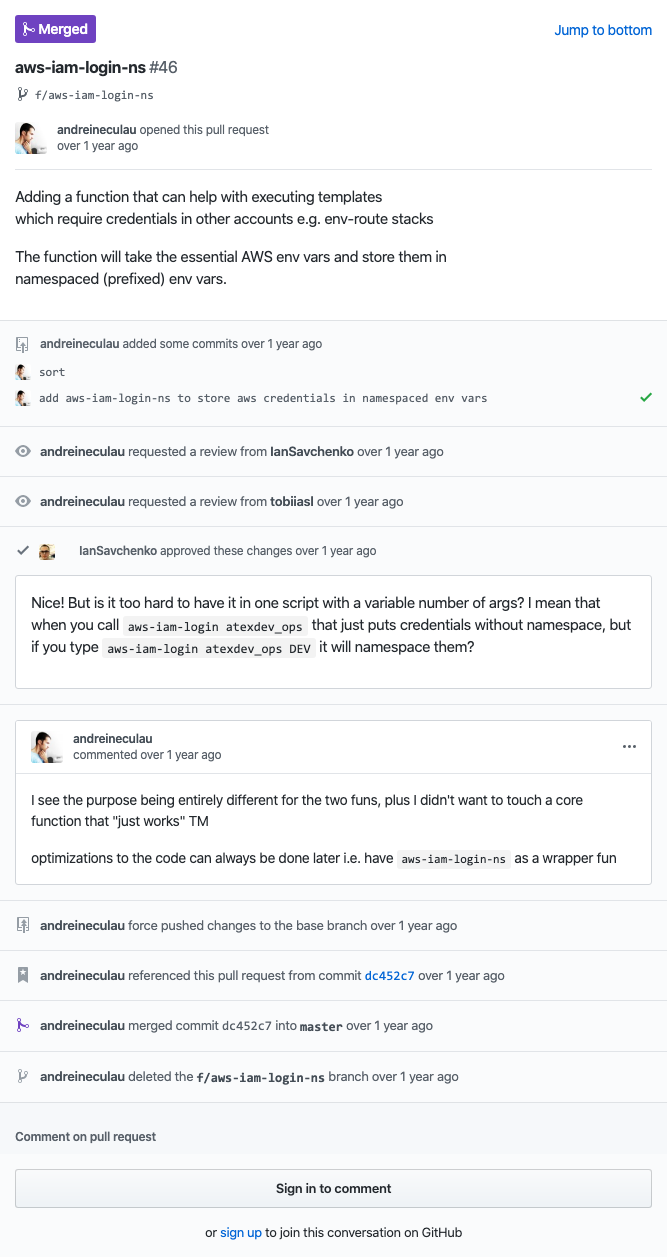 Merged
Jump to bottom
aws-iam-login-ns #46
f/aws-iam-login-ns
andreineculau opened this pull request
over 1 year ago
Adding a function that can help with executing templates
which require credentials in other accounts e.g. env-route stacks
The function will take the essential AWS env vars and store them in
namespaced (prefixed) env vars.
andreineculau added some commits over 1 year ago
sort
add aws-iam-login-ns to store aws credentials in namespaced env vars
andreineculau requested a review from IanSavchenko over 1 year ago
andreineculau requested a review from tobiiasl over 1 year ago
IanSavchenko approved these changes over 1 year ago
Nice! But is it too hard to have it in one script with a variable number of args? I mean that
when you call aws-iam-login atexdev_ops that just puts credentials without namespace, but
if you type aws-iam-login atexdev_ops DEV it will namespace them?
andreineculau
commented over 1 year ago
I see the purpose being entirely different for the two funs, plus I didn't want to touch a core
function that "just works" TM
optimizations to the code can always be done later i.e. have aws-iam-login-ns as a wrapper fun
andreineculau force pushed changes to the base branch over 1 year ago
andreineculau referenced this pull request from commit dc452c7 over 1 year ago
andreineculau merged commit dc452c7 into master over 1 year ago
andreineculau deleted the f/aws-iam-login-ns branch over 1 year ago
Comment on pull request
Sign in to comment
or sign up to join this conversation on GitHub